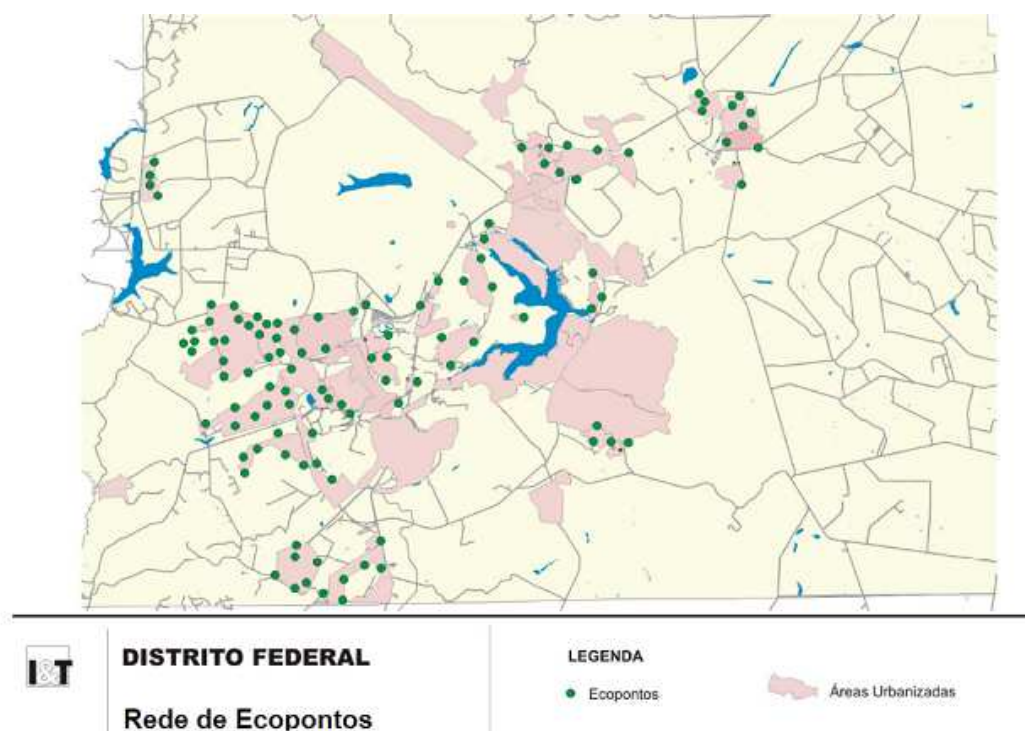 I&T
DISTRITO FEDERAL
Rede de Ecopontos
LEGENDA
Ecopontos
Áreas Urbanizadas